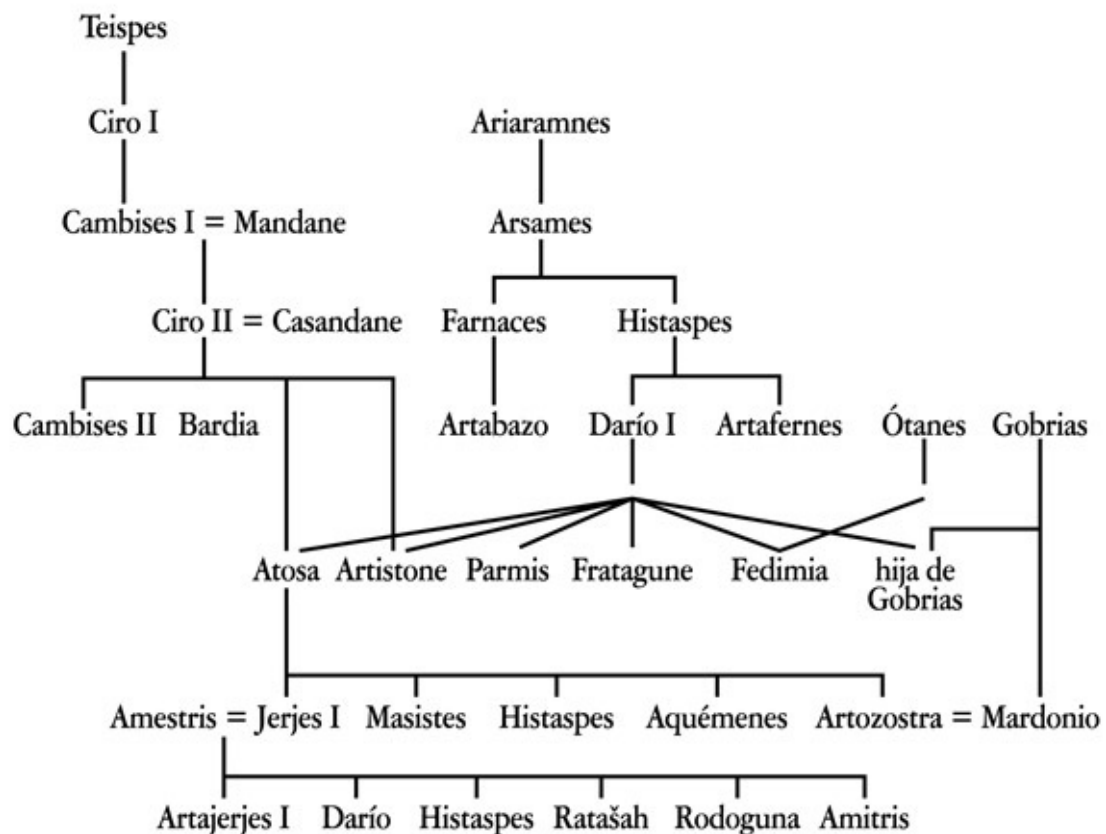 Teispes
Ciro I
Ariaramnes
Cambises I = Mandane
Arsames
Ciro II = Casandane
Farnaces
Histaspes
Cambises II
Bardia
Artabazo
Darío I
Artafernes
Ótanes
Gobrias
Atosa
Artistone
Parmis
Fratagune
Fedimia
hija de
Gobrias
Amestris = Jerjes I
Masistes
Histaspes
Aquémenes
Artozostra = Mardonio
Artajerjes I
Darío
Histaspes
Ratašah
Rodoguna
Amitris